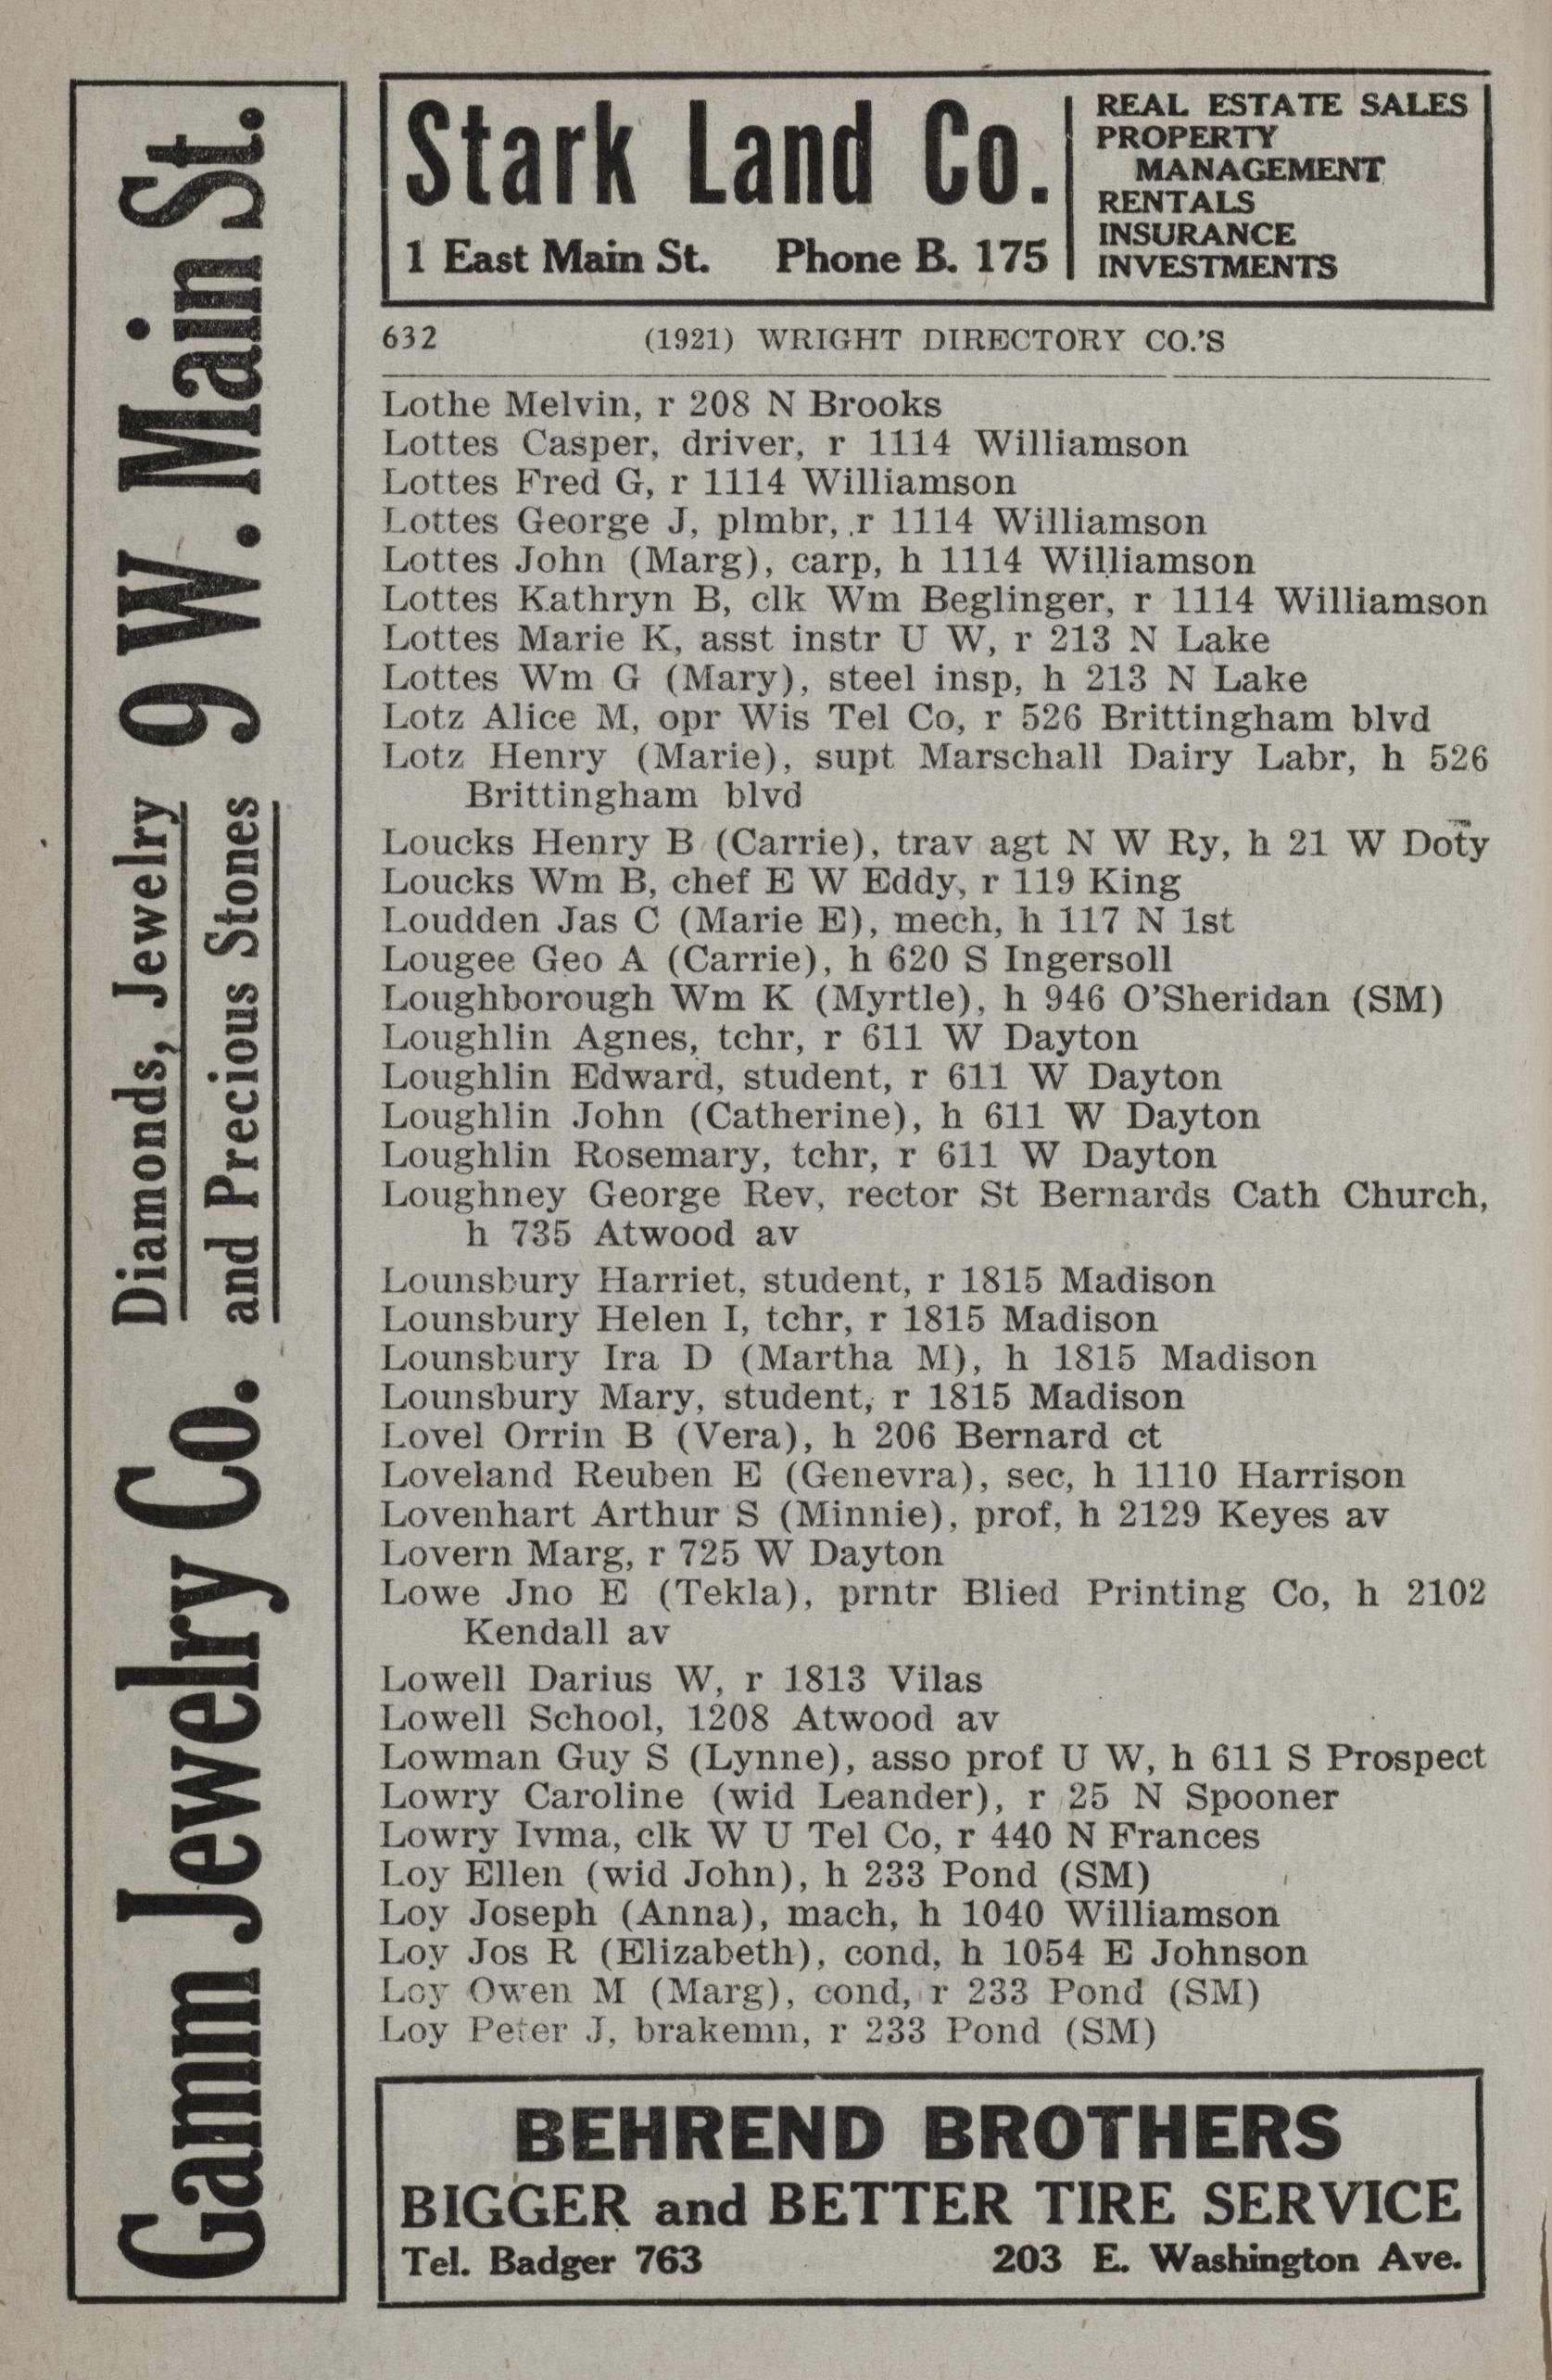 Gamm Jewelry Co. Diamonds, Jewelry and Precious Stones 9 W. Main St.
Stark Land Co.
1 East Main St. Phone B. 175
REAL ESTATE SALES
PROPERTY
MANAGEMENT
RENTALS
INSURANCE
INVESTMENTS
632 (1921) WRIGHT DIRECTORY CO.'S
Lothe Melvin, r 208 N Brooks
Lottes Casper, driver, r 1114 Williamson
Lottes Fred G, r 1114 Williamson
Lottes George J, plmbr, r 1114 Williamson
Lottes John (Marg), carp, h 1114 Williamson
Lottes Kathryn B, clk Wm Beglinger, r 1114 Williamson
Lottes Marie K, asst instr U W, r 213 N Lake
Lottes Wm G (Mary), steel insp, h 213 N Lake
Lotz Alice M, opr Wis Tel Co, r 526 Brittingham blvd
Lotz Henry (Marie), supt Marschall Dairy Labr, h 526
Brittingham blvd
Loucks Henry B (Carrie), trav agt N W Ry, h 21 W Doty
Loucks Wm B, chef E W Eddy, r 119 King
Loudden Jas C (Marie E), mech, h 117 N 1st
Lougee Geo A (Carrie), h 620 S Ingersoll
Loughborough Wm K (Myrtle), h 946 O'Sheridan (SM)
Loughlin Agnes, tchr, r 611 W Dayton
Loughlin Edward, student, r 611 W Dayton
Loughlin John (Catherine), h 611 W Dayton
Loughlin Rosemary, tchr, r 611 W Dayton
Loughney George Rev, rector St Bernards Cath Church,
h 735 Atwood av
Lounsbury Harriet, student, r 1815 Madison
Lounsbury Helen I, tchr, r 1815 Madison
Lounsbury Ira D (Martha M), h 1815 Madison
Lounsbury Mary, student, r 1815 Madison
Lovel Orrin B (Vera), h 206 Bernard ct
Loveland Reuben E (Genevra), sec, h 1110 Harrison
Lovenhart Arthur S (Minnie), prof, h 2129 Keyes av
Lovern Marg, r 725 W Dayton
Lowe Jno E (Tekla), prntr Blied Printing Co, h 2102
Kendall av
Lowell Darius W, r 1813 Vilas
Lowell School, 1208 Atwood av
Lowman Guy S (Lynne), asso prof U W, h 611 S Prospect
Lowry Caroline (wid Leander), r 25 N Spooner
Lowry Ivma, clk W U Tel Co, r 440 N Frances
Loy Ellen (wid John), h 233 Pond (SM)
Loy Joseph (Anna), mach, h 1040 Williamson
Loy Jos R (Elizabeth), cond, h 1054 E Johnson
Loy Owen M (Marg), cond, r 233 Pond (SM)
Loy Peter J, brakemn, r 233 Pond (SM)
BEHREND BROTHERS
BIGGER and BETTER TIRE SERVICE
Tel. Badger 763 203 E. Washington Ave.